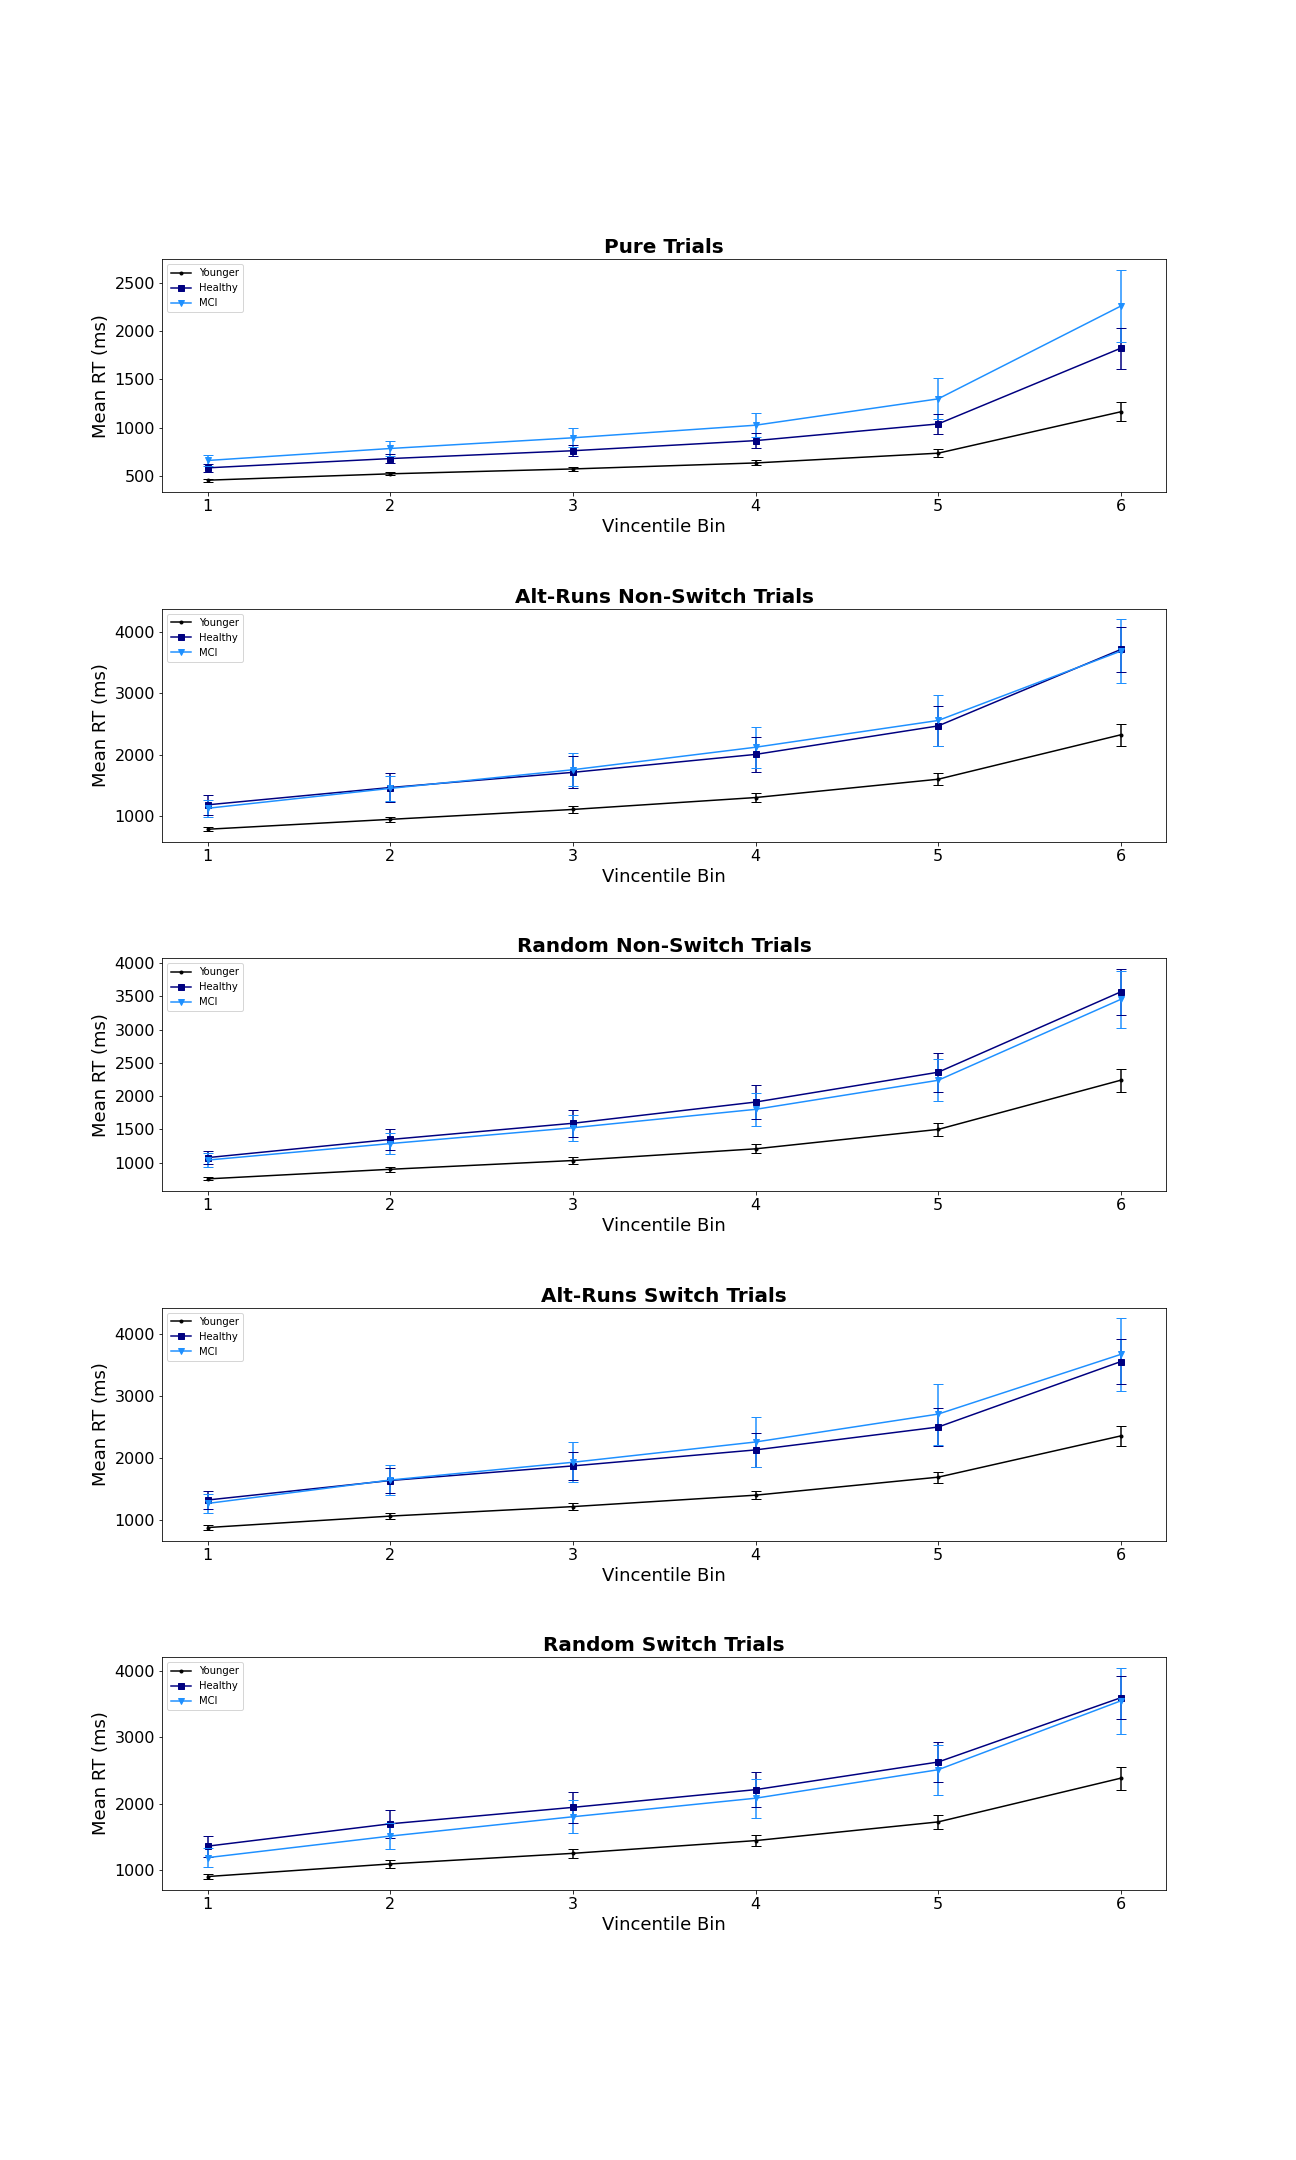 Pure Trials
Younger
Healthy
MCI
2500
2000
1500
1000
500
Mean RT (ms)
1 2 3 4 5 6
Vincentile Bin
Alt-Runs Non-Switch Trials
Younger
Healthy
MCI
4000
3000
2000
1000
Mean RT (ms)
1 2 3 4 5 6
Vincentile Bin
Random Non-Switch Trials
Younger
Healthy
MCI
4000
3500
3000
2500
2000
1500
1000
Mean RT (ms)
1 2 3 4 5 6
Vincentile Bin
Alt-Runs Switch Trials
Younger
Healthy
MCI
4000
3000
2000
1000
Mean RT (ms)
1 2 3 4 5 6
Vincentile Bin
Random Switch Trials
Younger
Healthy
MCI
4000
3000
2000
1000
Mean RT (ms)
1 2 3 4 5 6
Vincentile Bin